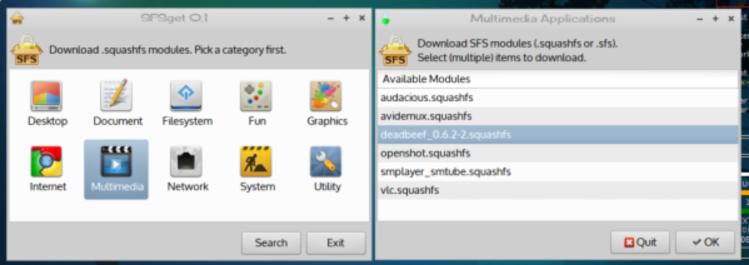 SFSget 0.1
SFS
Download .squashfs modules. Pick a category first.
Desktop
Document
Filesystem
Fun
Graphics
Internet
Multimedia
Network
System
Utility
Search
Exit
Multimedia Applications
SFS
Download SFS modules (.squashfs or .sfs).
Select (multiple) items to download.
Available Modules
audacious.squashfs
avidemux.squashfs
deadbeef_0.6.2-2.squashfs
openshot.squashfs
smplayer_smtube.squashfs
vlc.squashfs
Quit
OK